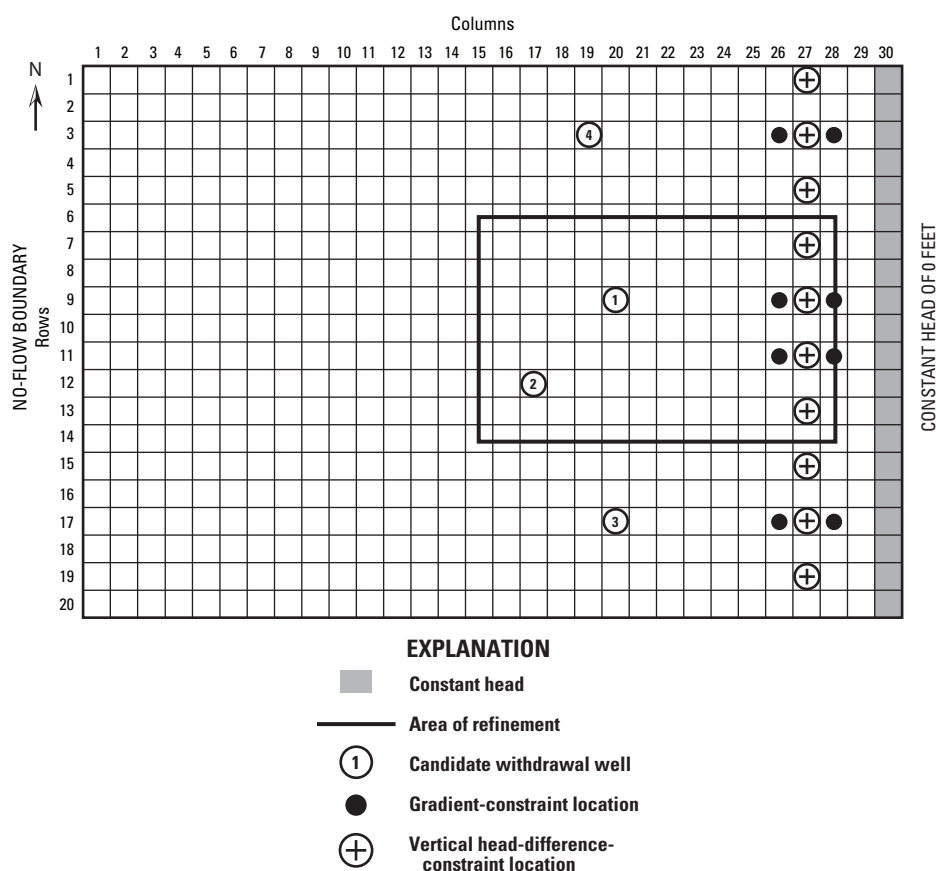 Columns
1 2 3 4 5 6 7 8 9 10 11 12 13 14 15 16 17 18 19 20 21 22 23 24 25 26 27 28 29 30
N
1
2
3
4
4
5
6
7
8
9
1
10
11
12
2
13
14
15
16
17
3
18
19
20
NO-FLOW BOUNDARY
Rows
CONSTANT HEAD OF 0 FEET
EXPLANATION
Constant head
Area of refinement
1 Candidate withdrawal well
Gradient-constraint location
Vertical head-difference-
constraint location